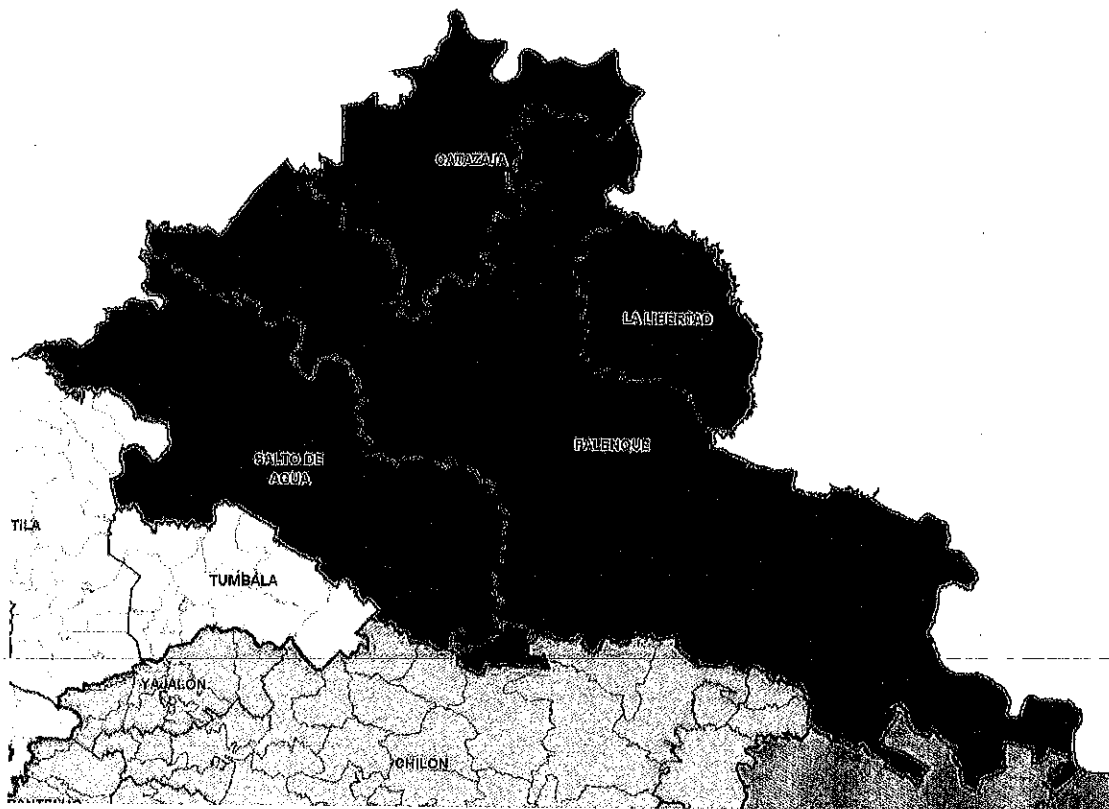 CATAZAJA
LA LIBERTAD
PALENQUE
SALTO DE
AGUA
TILA
TUMBALA
YAJALON
CHILON